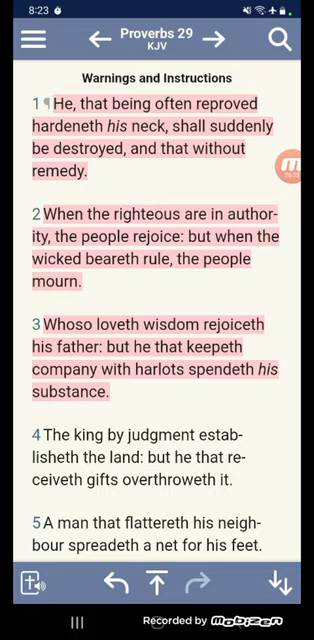 8:23
Proverbs 29
KJV
Warnings and Instructions
1 ¶ He, that being often reproved
hardeneth his neck, shall suddenly
be destroyed, and that without
remedy.
2 When the righteous are in author-
ity, the people rejoice: but when the
wicked beareth rule, the people
mourn.
3 Whoso loveth wisdom rejoiceth
his father: but he that keepeth
company with harlots spendeth his
substance.
4 The king by judgment estab-
lisheth the land: but he that re-
ceiveth gifts overthroweth it.
5 A man that flattereth his neigh-
bour spreadeth a net for his feet.
Recorded by mobizen